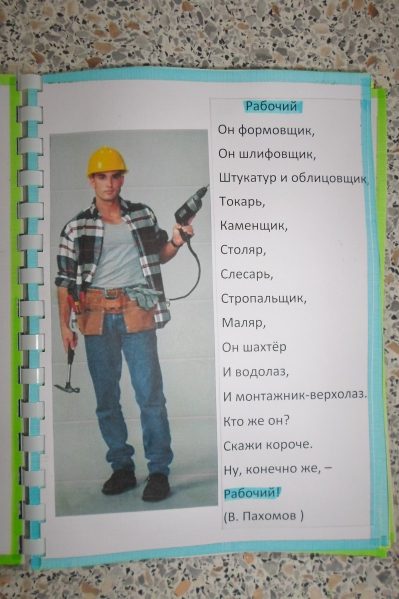 Рабочий
Он формовщик,
Он шлифовщик,
Штукатур и облицовщик,
Токарь,
Каменщик,
Столяр,
Слесарь,
Стропальщик,
Маляр,
Он шахтёр
И водолаз,
И монтажник-верхолаз.
Кто же он?
Скажи короче.
Ну, конечно же, –
Рабочий!
(В. Пахомов )